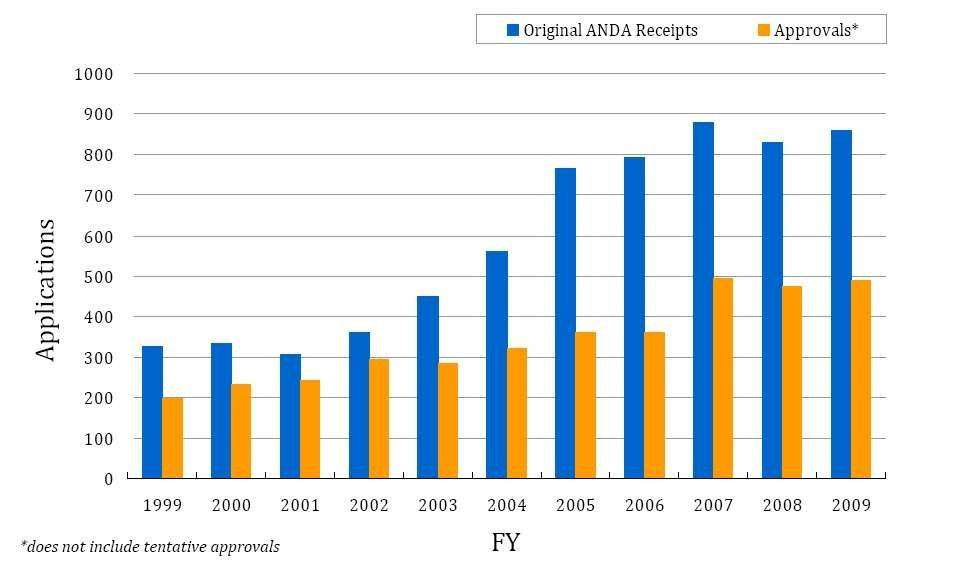 Original ANDA Receipts Approvals*
1000
900
800
700
600
500
400
300
200
100
0
Applications
1999 2000 2001 2002 2003 2004 2005 2006 2007 2008 2009
FY
*does not include tentative approvals